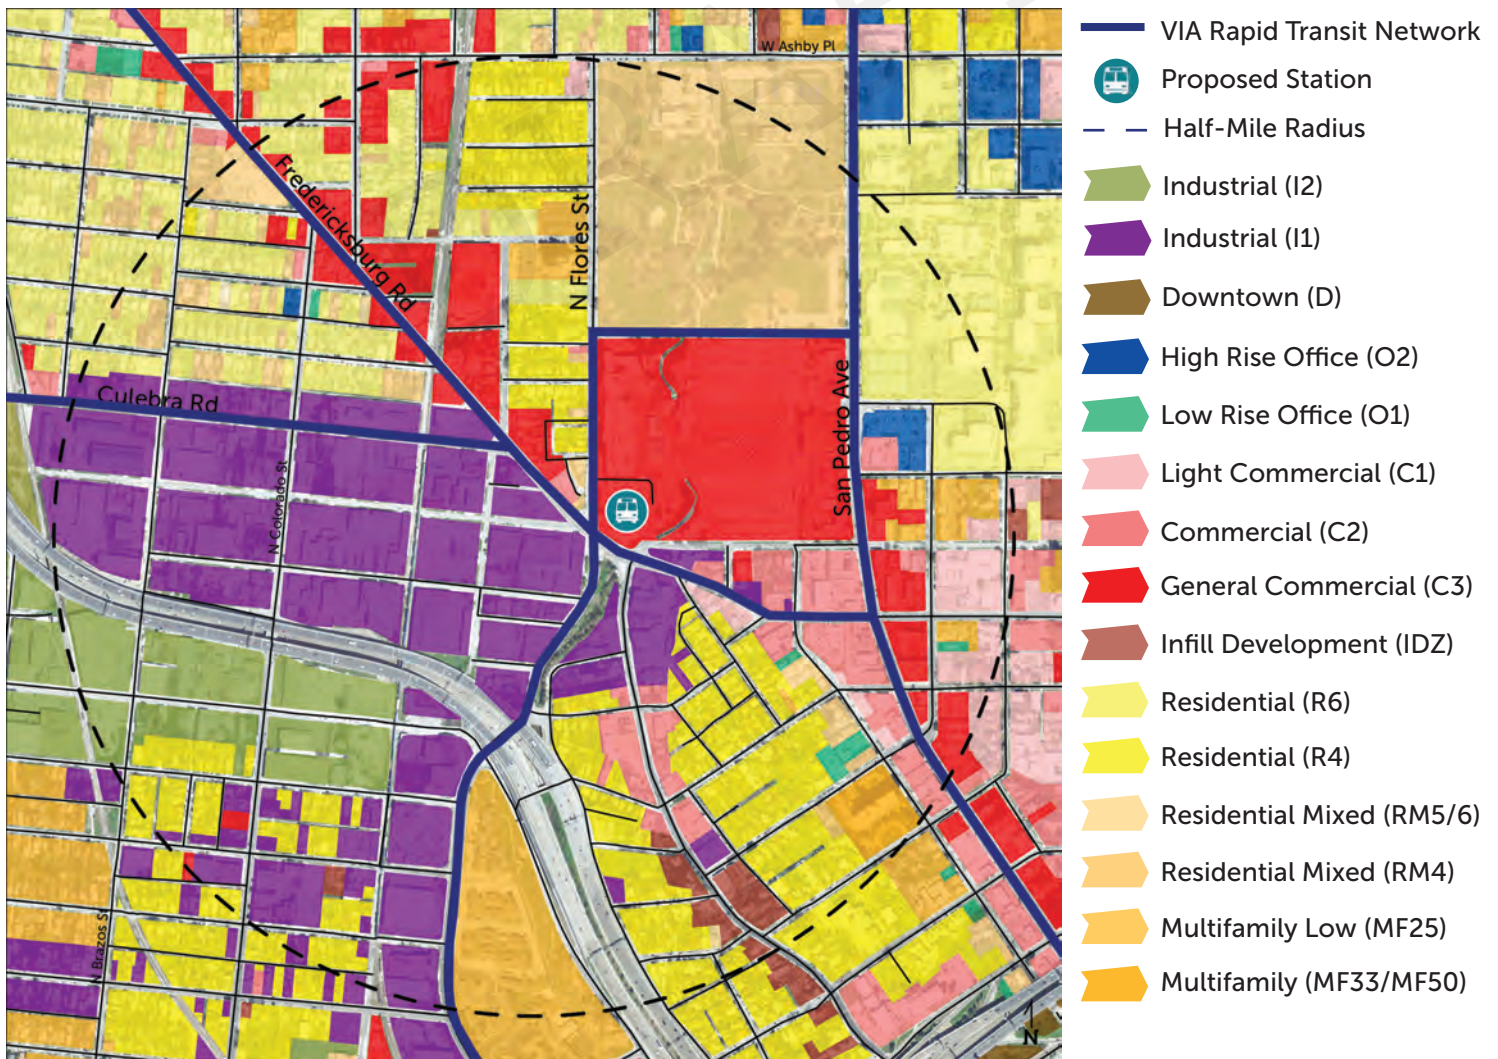 W Ashby Pl
Fredericksburg Rd
N Flores St
Culebra Rd
San Pedro Ave
N Colorado St
N Brazos St
N
VIA Rapid Transit Network
Proposed Station
Half-Mile Radius
Industrial (I2)
Industrial (I1)
Downtown (D)
High Rise Office (O2)
Low Rise Office (O1)
Light Commercial (C1)
Commercial (C2)
General Commercial (C3)
Infill Development (IDZ)
Residential (R6)
Residential (R4)
Residential Mixed (RM5/6)
Residential Mixed (RM4)
Multifamily Low (MF25)
Multifamily (MF33/MF50)